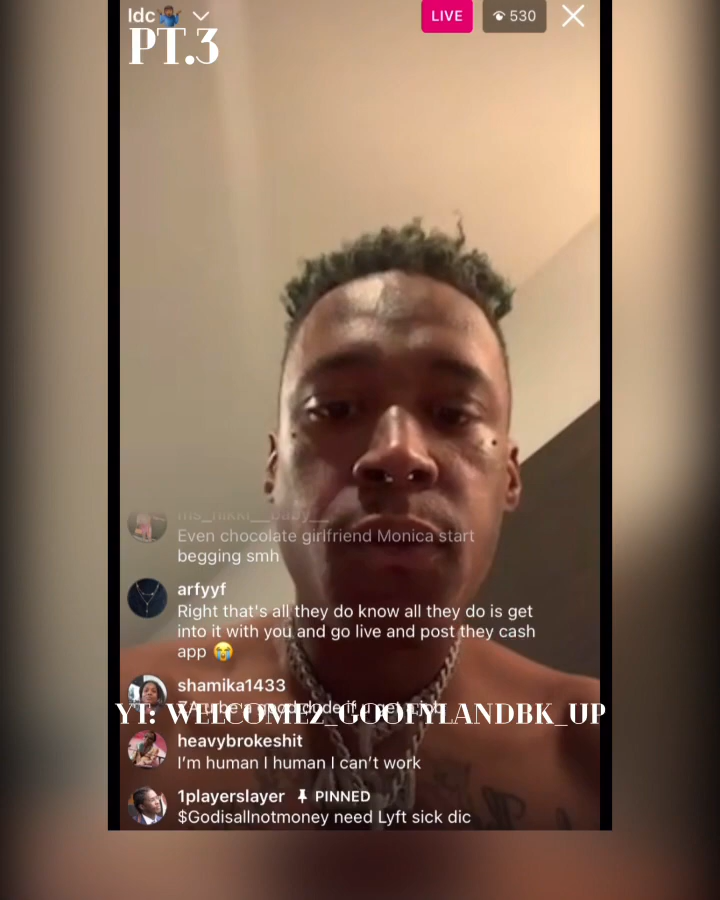 ldc🤷🏾‍♂️
LIVE
530
PT.3
Even chocolate girlfriend Monica start
begging smh
arfyyf
Right that's all they do know all they do is get
into it with you and go live and post they cash
app 😭
shamika1433
YT: WELCOMEZ_GOOFYLANDBK_UP
heavybrokeshit
I'm human I human I can't work
1playerslayer PINNED
$Godisallnotmoney need Lyft sick dic